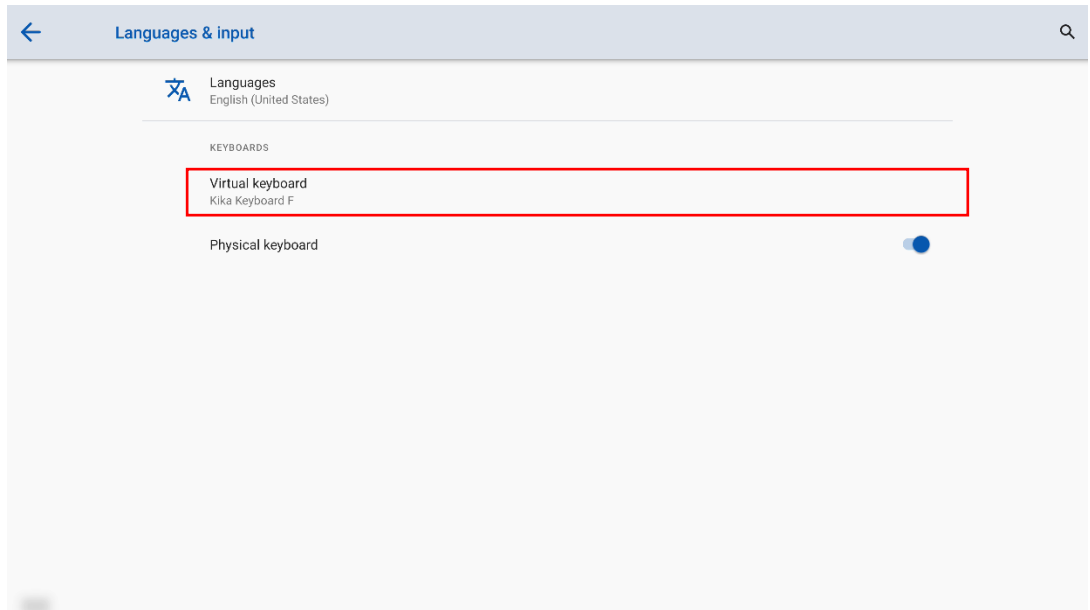 Languages & input
Languages
English (United States)
KEYBOARDS
Virtual keyboard
Kika Keyboard F
Physical keyboard